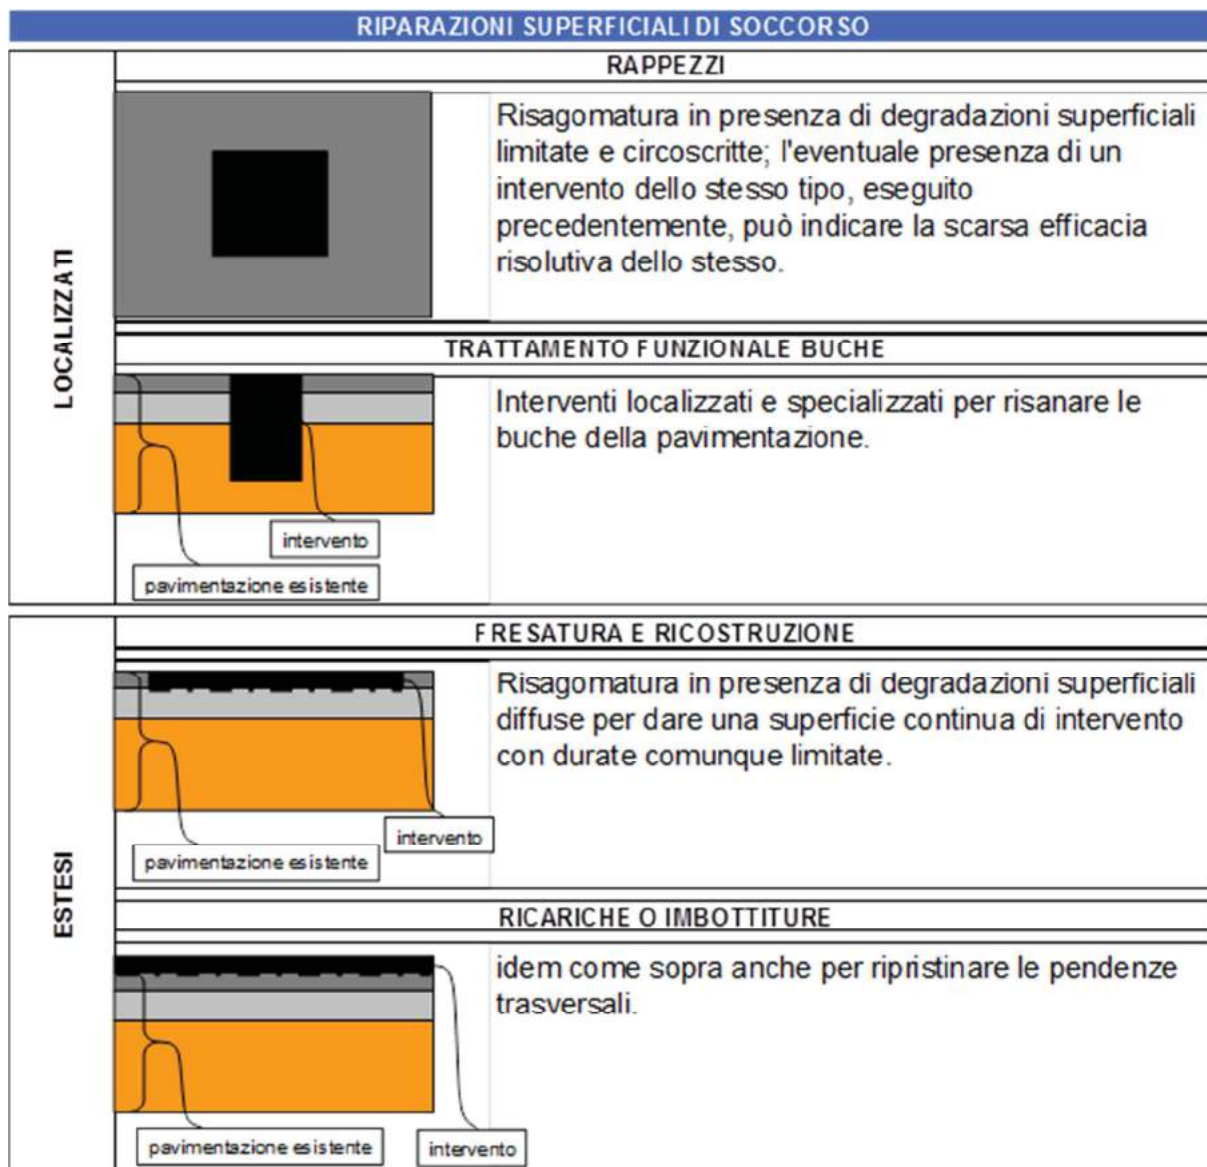 RIPARAZIONI SUPERFICIALI DI SOCCORSO
LOCALIZZATI
RAPPEZZI
Risagomatura in presenza di degradazioni superficiali
limitate e circoscritte; l'eventuale presenza di un
intervento dello stesso tipo, eseguito
precedentemente, può indicare la scarsa efficacia
risolutiva dello stesso.
TRATTAMENTO FUNZIONALE BUCHE
Interventi localizzati e specializzati per risanare le
buche della pavimentazione.
intervento
pavimentazione esistente
ESTESI
FRESATURA E RICOSTRUZIONE
Risagomatura in presenza di degradazioni superficiali
diffuse per dare una superficie continua di intervento
con durate comunque limitate.
intervento
pavimentazione esistente
RICARICHE O IMBOTTITURE
idem come sopra anche per ripristinare le pendenze
trasversali.
pavimentazione esistente
intervento